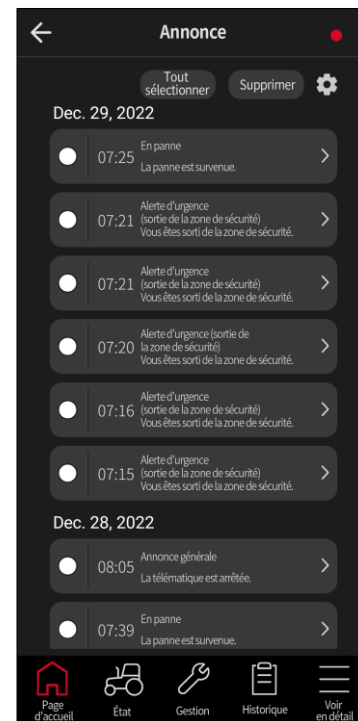 Annonce
Tout
sélectionner
Supprimer
Dec. 29, 2022
07:25
En panne
La panne est survenue.
07:21
Alerte d'urgence
(sortie de la zone de sécurité)
Vous êtes sorti de la zone de sécurité.
07:21
Alerte d'urgence
(sortie de la zone de sécurité)
Vous êtes sorti de la zone de sécurité.
07:20
Alerte d'urgence (sortie de
la zone de sécurité)
Vous êtes sorti de la zone de sécurité.
07:16
Alerte d'urgence
(sortie de la zone de sécurité)
Vous êtes sorti de la zone de sécurité.
07:15
Alerte d'urgence
(sortie de la zone de sécurité)
Vous êtes sorti de la zone de sécurité.
Dec. 28, 2022
08:05
Annonce générale
La télématique est arrêtée.
07:39
En panne
La panne est survenue.
Page
d'accueil
État
Gestion
Historique
Voir
en détail